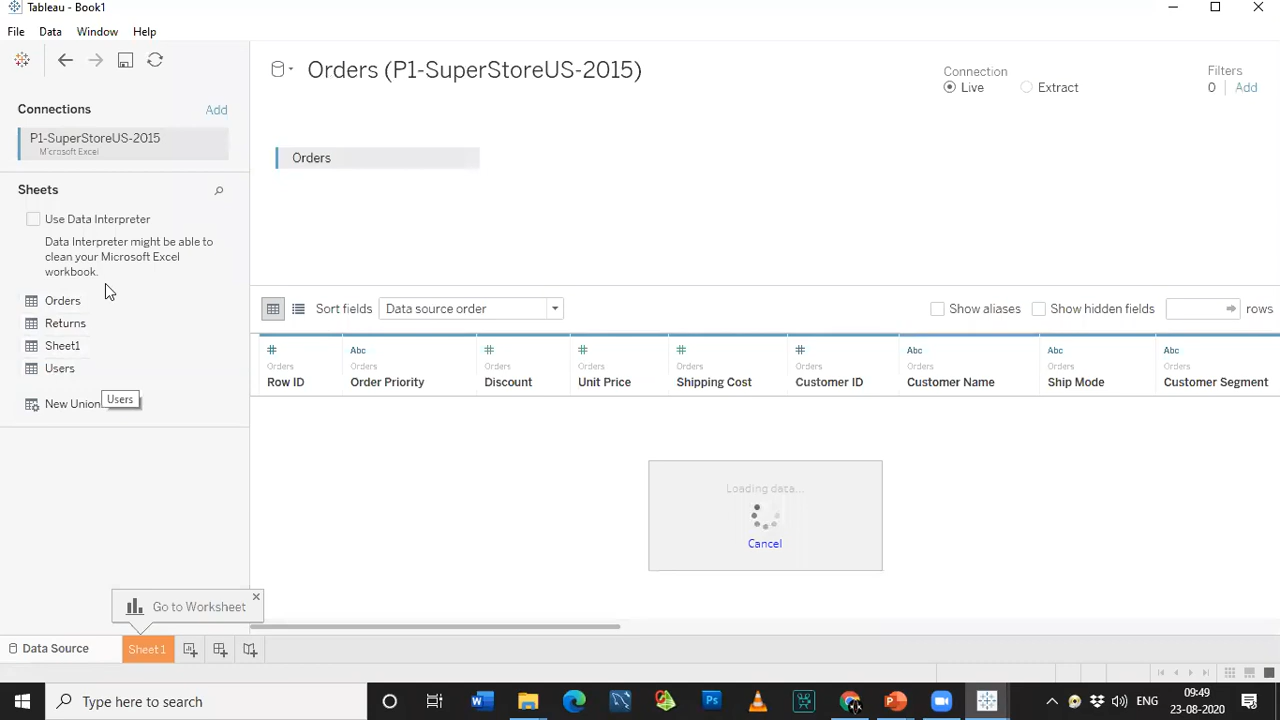 Tableau - Book1
File Data Window Help
Orders (P1-SuperStoreUS-2015)
Connection
Live Extract
Filters
0 Add
Connections Add
P1-SuperStoreUS-2015
Microsoft Excel
Orders
Sheets
Use Data Interpreter
Data Interpreter might be able to
clean your Microsoft Excel
workbook.
Orders
Returns
Sheet1
Users
Users
New Union
Sort fields Data source order Show aliases Show hidden fields rows
# Abc # # # # Abc Abc Abc
Orders Orders Orders Orders Orders Orders Orders Orders Orders
Row ID Order Priority Discount Unit Price Shipping Cost Customer ID Customer Name Ship Mode Customer Segment
Loading data...
Cancel
Go to Worksheet
Data Source Sheet1
Type here to search
ENG
09:49
23-08-2020